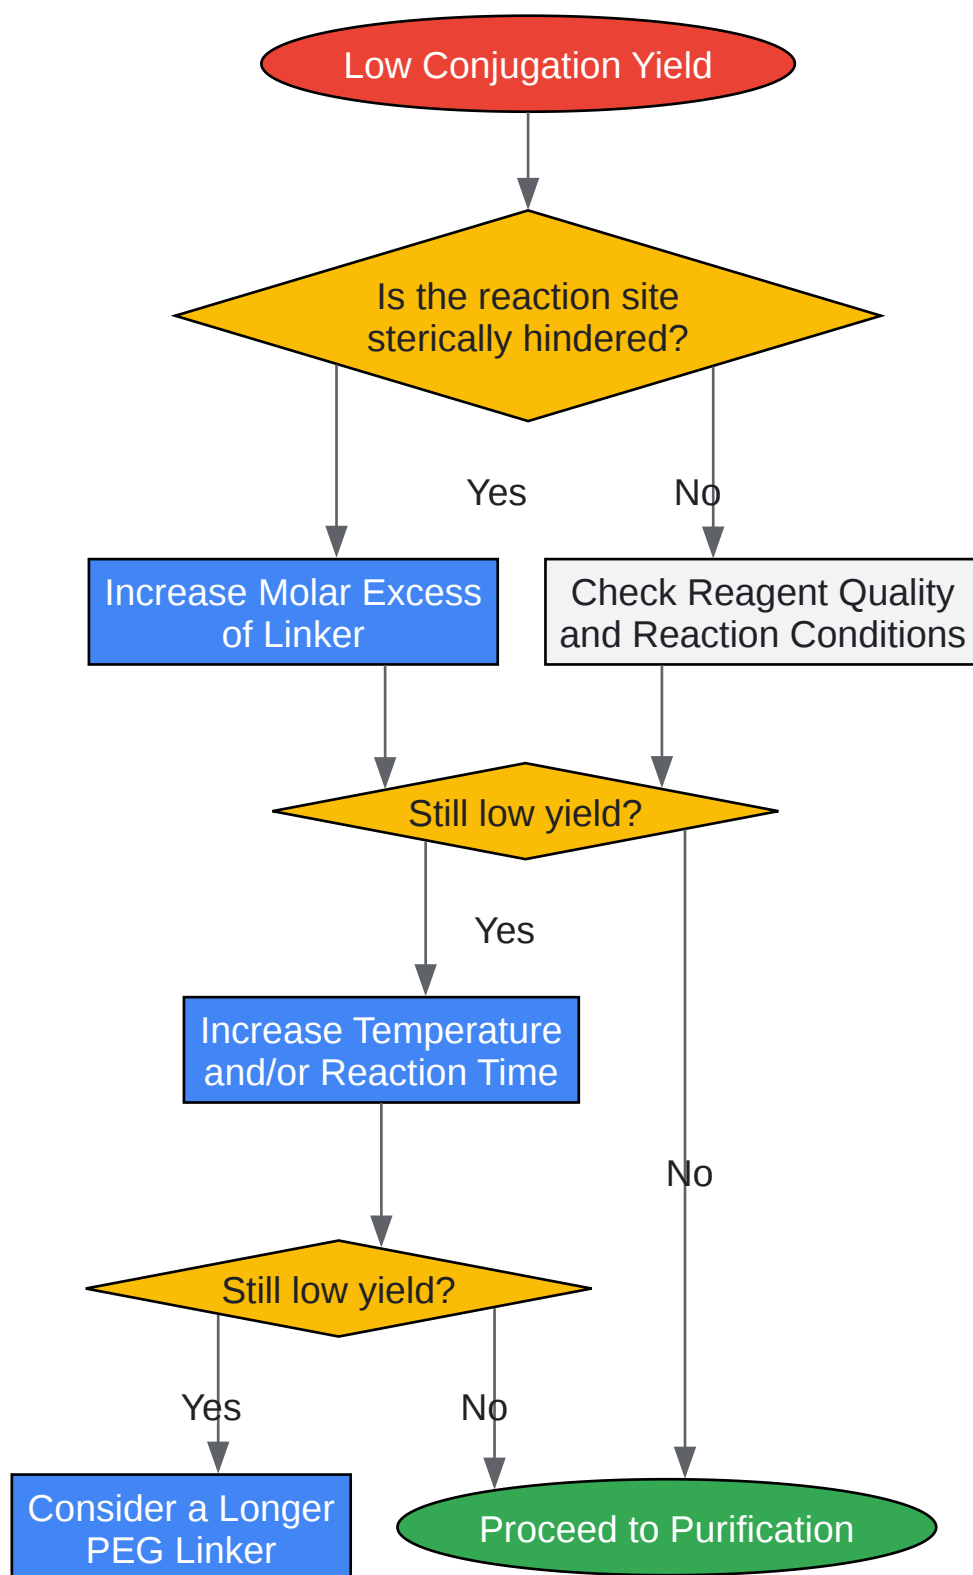 Low Conjugation Yield
Is the reaction site
sterically hindered?
Yes
No
Increase Molar Excess
of Linker
Check Reagent Quality
and Reaction Conditions
Still low yield?
Yes
Increase Temperature
and/or Reaction Time
No
Still low yield?
Yes
No
Consider a Longer
PEG Linker
Proceed to Purification